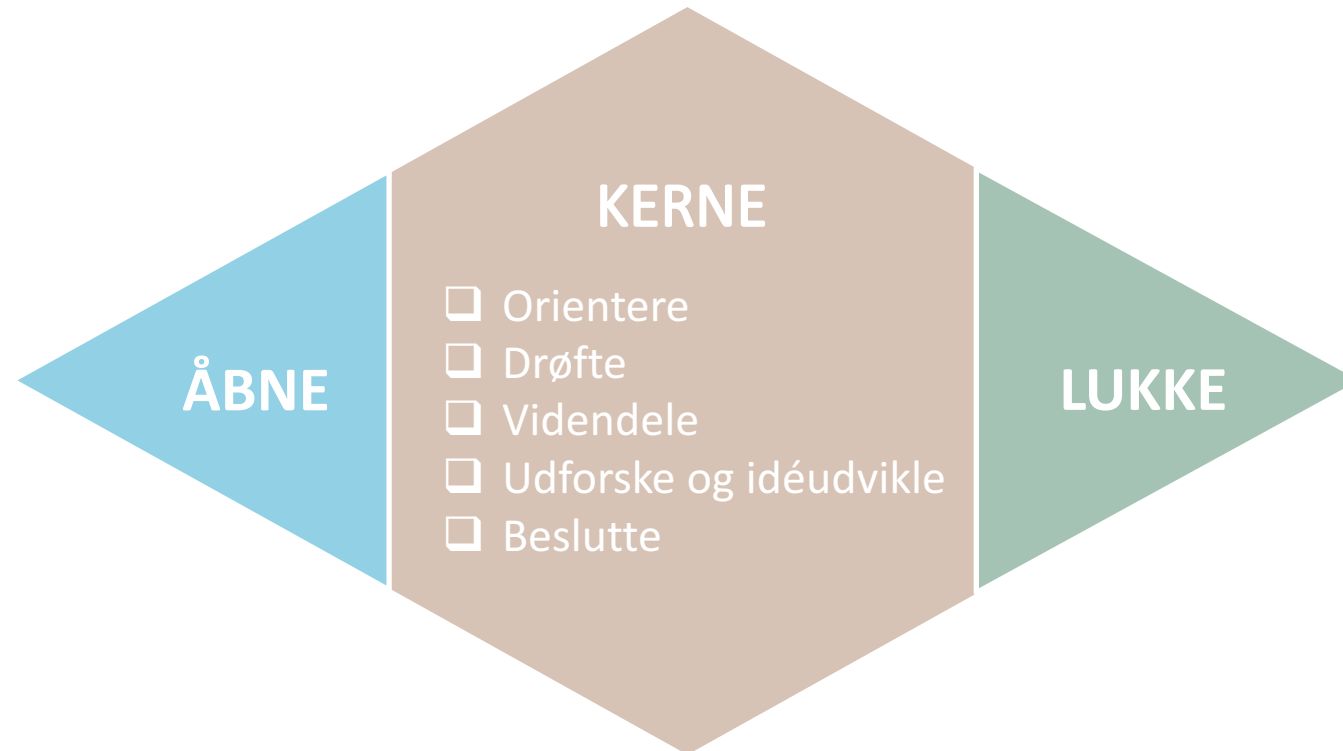 KERNE
❑ Orientere
❑ Drøfte
❑ Videndele
❑ Udforske og idéudvikle
❑ Beslutte
ÅBNE
LUKKE